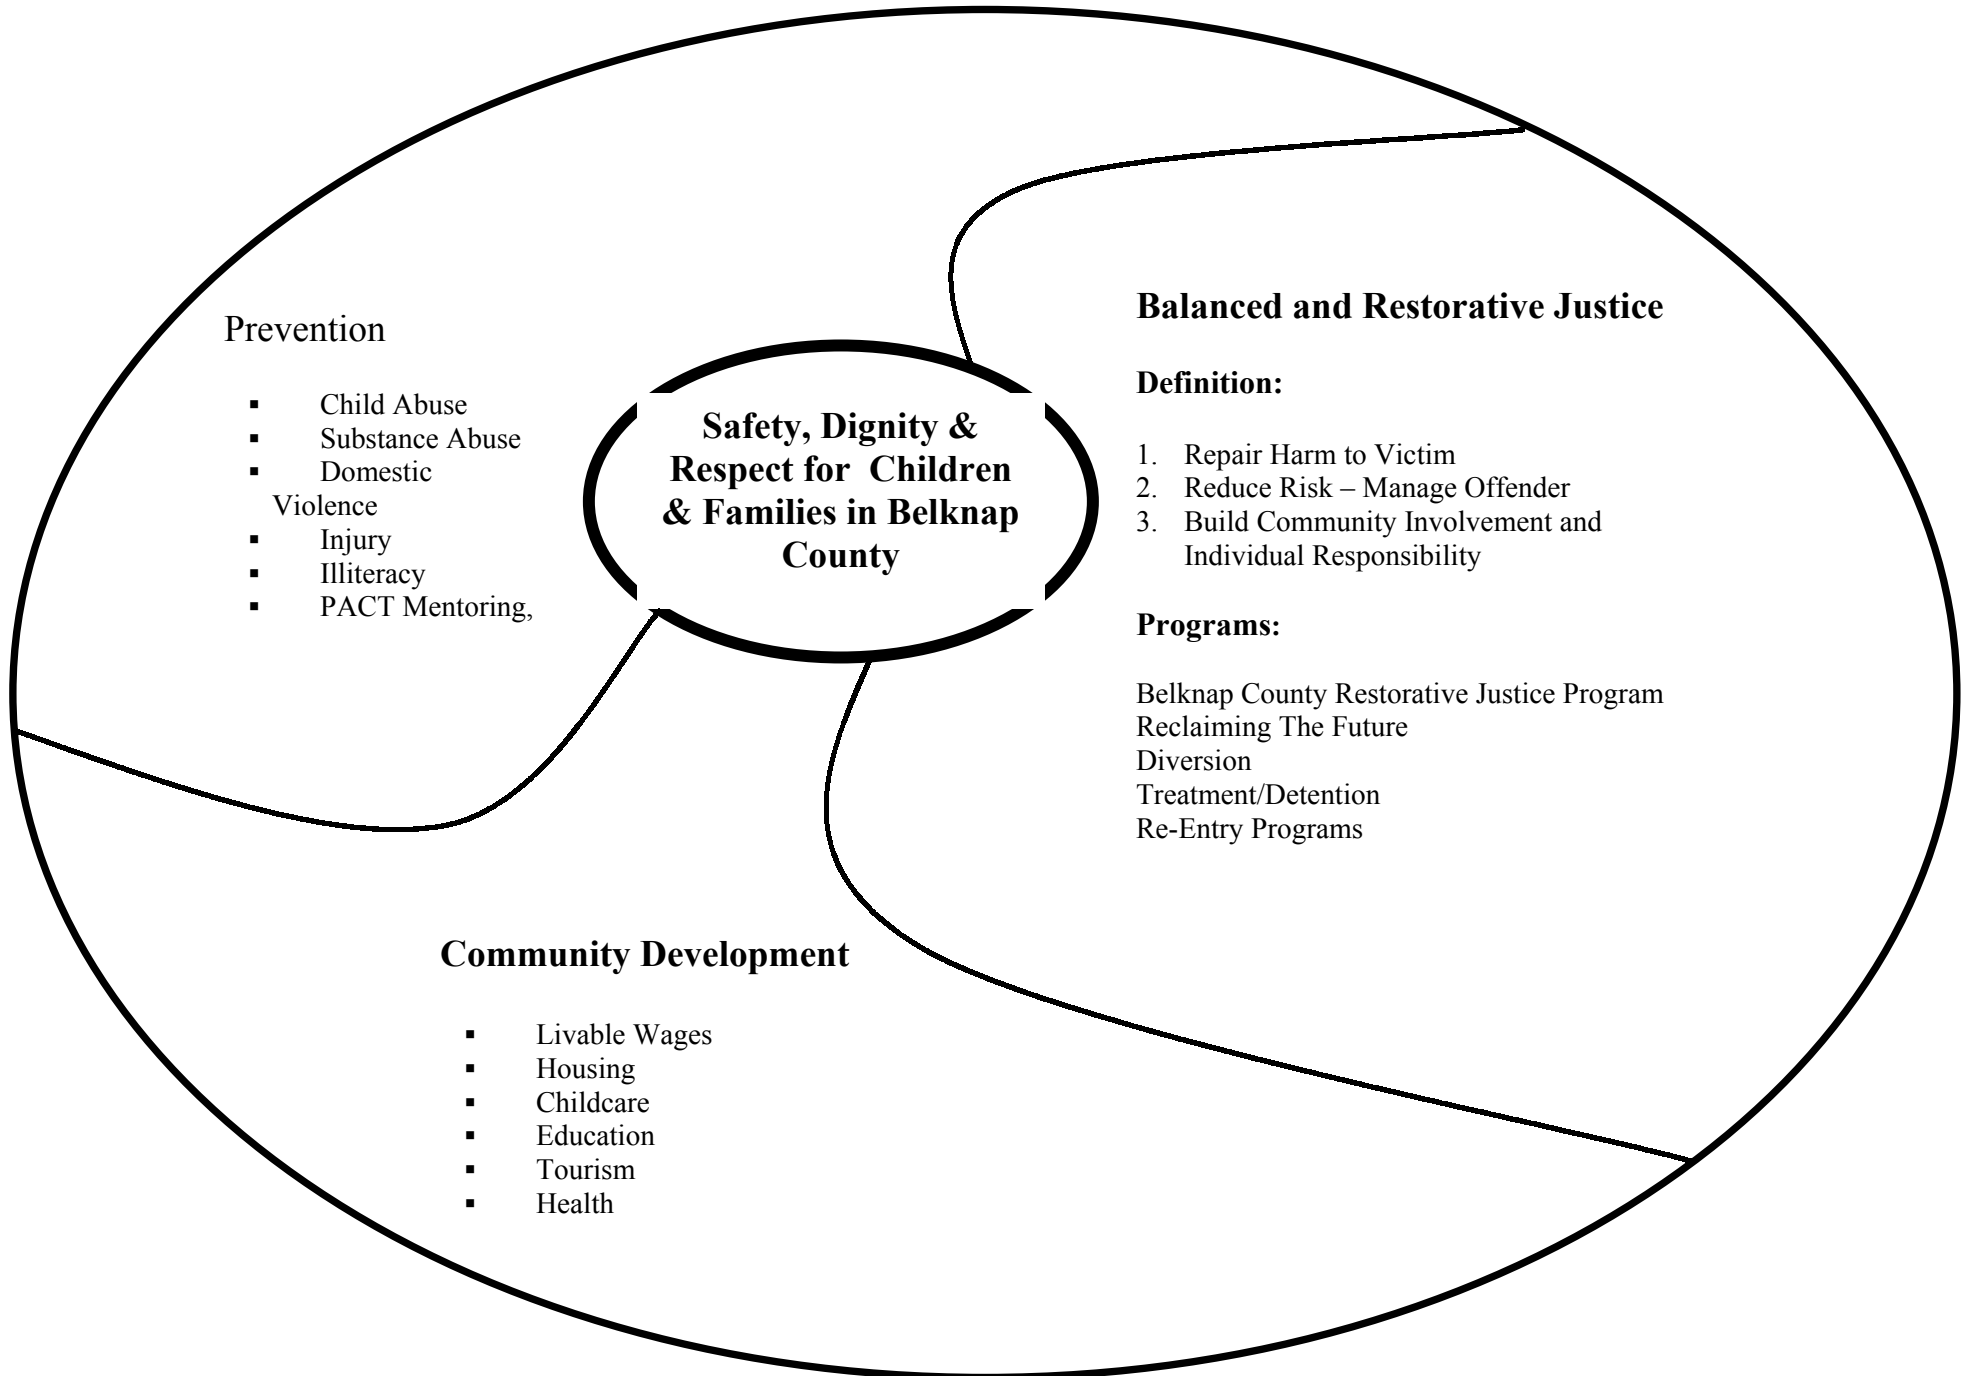 Prevention
▪ Child Abuse
▪ Substance Abuse
▪ Domestic
Violence
▪ Injury
▪ Illiteracy
▪ PACT Mentoring,
Safety, Dignity &
Respect for Children
& Families in Belknap
County
Balanced and Restorative Justice
Definition:
1. Repair Harm to Victim
2. Reduce Risk – Manage Offender
3. Build Community Involvement and
Individual Responsibility
Programs:
Belknap County Restorative Justice Program
Reclaiming The Future
Diversion
Treatment/Detention
Re-Entry Programs
Community Development
▪ Livable Wages
▪ Housing
▪ Childcare
▪ Education
▪ Tourism
▪ Health